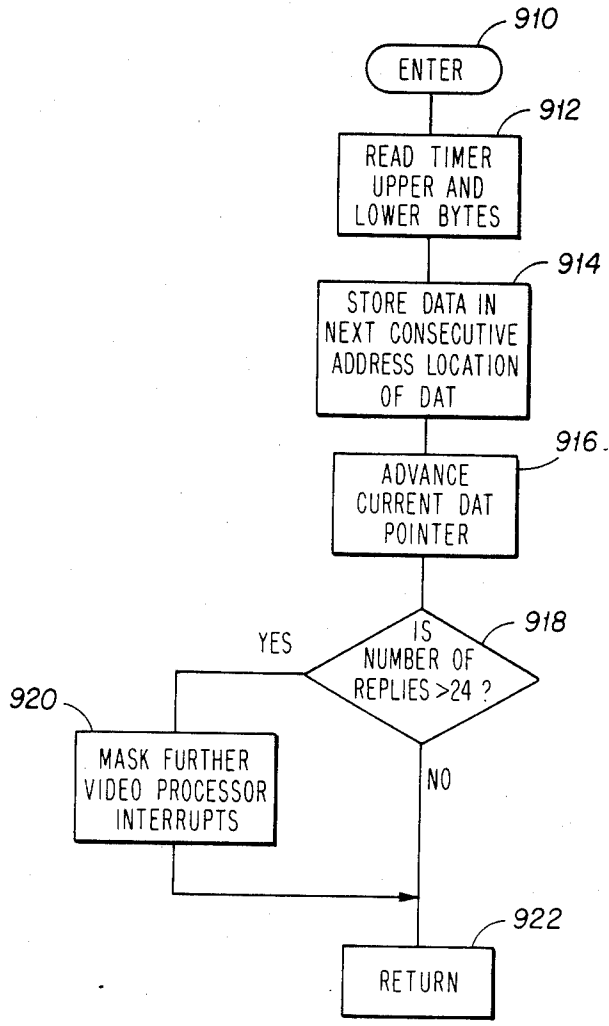 910
ENTER
912
READ TIMER
UPPER AND
LOWER BYTES
914
STORE DATA IN
NEXT CONSECUTIVE
ADDRESS LOCATION
OF DAT
916
ADVANCE
CURRENT DAT
POINTER
918
IS
NUMBER OF
REPLIES >24 ?
YES
920
MASK FURTHER
VIDEO PROCESSOR
INTERRUPTS
NO
922
RETURN